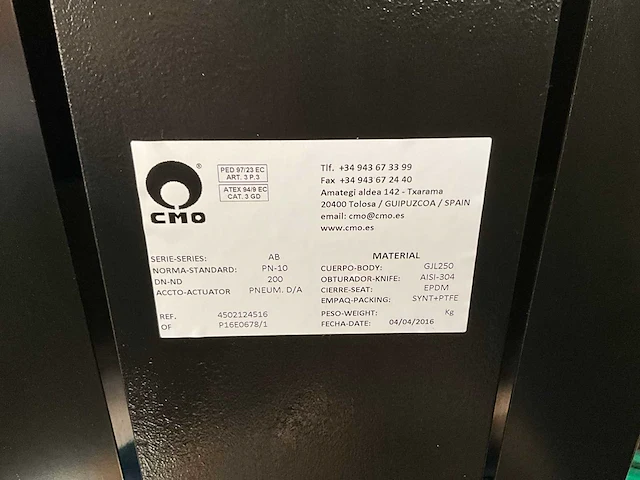 ®
CMO
PED 97/23 EC
ART. 3 P.3
ATEX 94/9 EC
CAT. 3 GD
Tlf. +34 943 67 33 99
Fax +34 943 67 24 40
Amategi aldea 142 - Txarama
20400 Tolosa / GUIPUZCOA / SPAIN
email: cmo@cmo.es
www.cmo.es
SERIE-SERIES: AB
NORMA-STANDARD: PN-10
DN-ND 200
ACCTO-ACTUATOR PNEUM. D/A
REF. 4502124516
OF P16E0678/1
MATERIAL
CUERPO-BODY: GJL250
OBTURADOR-KNIFE: AISI-304
CIERRE-SEAT: EPDM
EMPAQ-PACKING: SYNT+PTFE
PESO-WEIGHT: Kg
FECHA-DATE: 04/04/2016